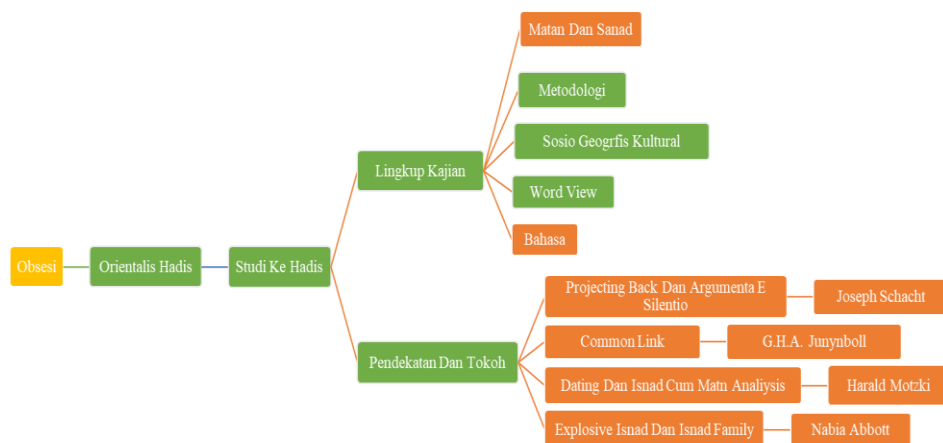 Matan Dan Sanad
Metodologi
Sosio Geogrfis Kultural
Lingkup Kajian
Word View
Bahasa
Obsesi
Orientalis Hadis
Studi Ke Hadis
Projecting Back Dan Argumenta E
Silentio
Joseph Schacht
Common Link
G.H.A. Junynboll
Pendekatan Dan Tokoh
Dating Dan Isnad Cum Matn Analiysis
Harald Motzki
Explosive Isnad Dan Isnad Family
Nabia Abbott